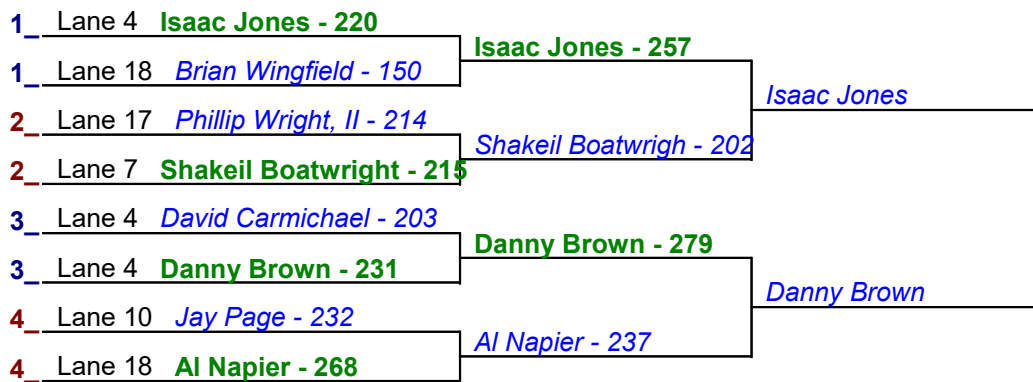 1_ Lane 4 Isaac Jones - 220
Isaac Jones - 257
1_ Lane 18 Brian Wingfield - 150
Isaac Jones
2_ Lane 17 Phillip Wright, II - 214
Shakeil Boatwrigh - 202
2_ Lane 7 Shakeil Boatwright - 215
3_ Lane 4 David Carmichael - 203
Danny Brown - 279
3_ Lane 4 Danny Brown - 231
Danny Brown
4_ Lane 10 Jay Page - 232
Al Napier - 237
4_ Lane 18 Al Napier - 268